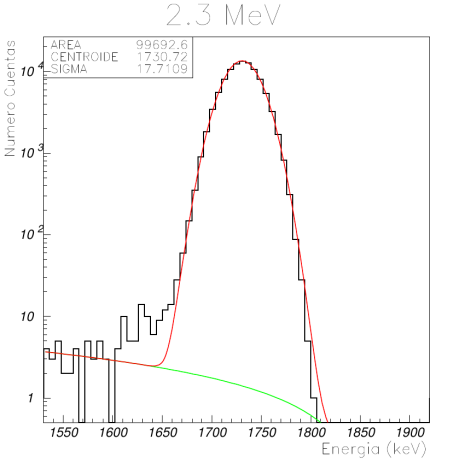 2.3 MeV
AREA 99692.6
CENTROIDE 1730.72
SIGMA 17.7109
Numero Cuentas
10^4
10^3
10^2
10
1
1550 1600 1650 1700 1750 1800 1850 1900
Energia (keV)